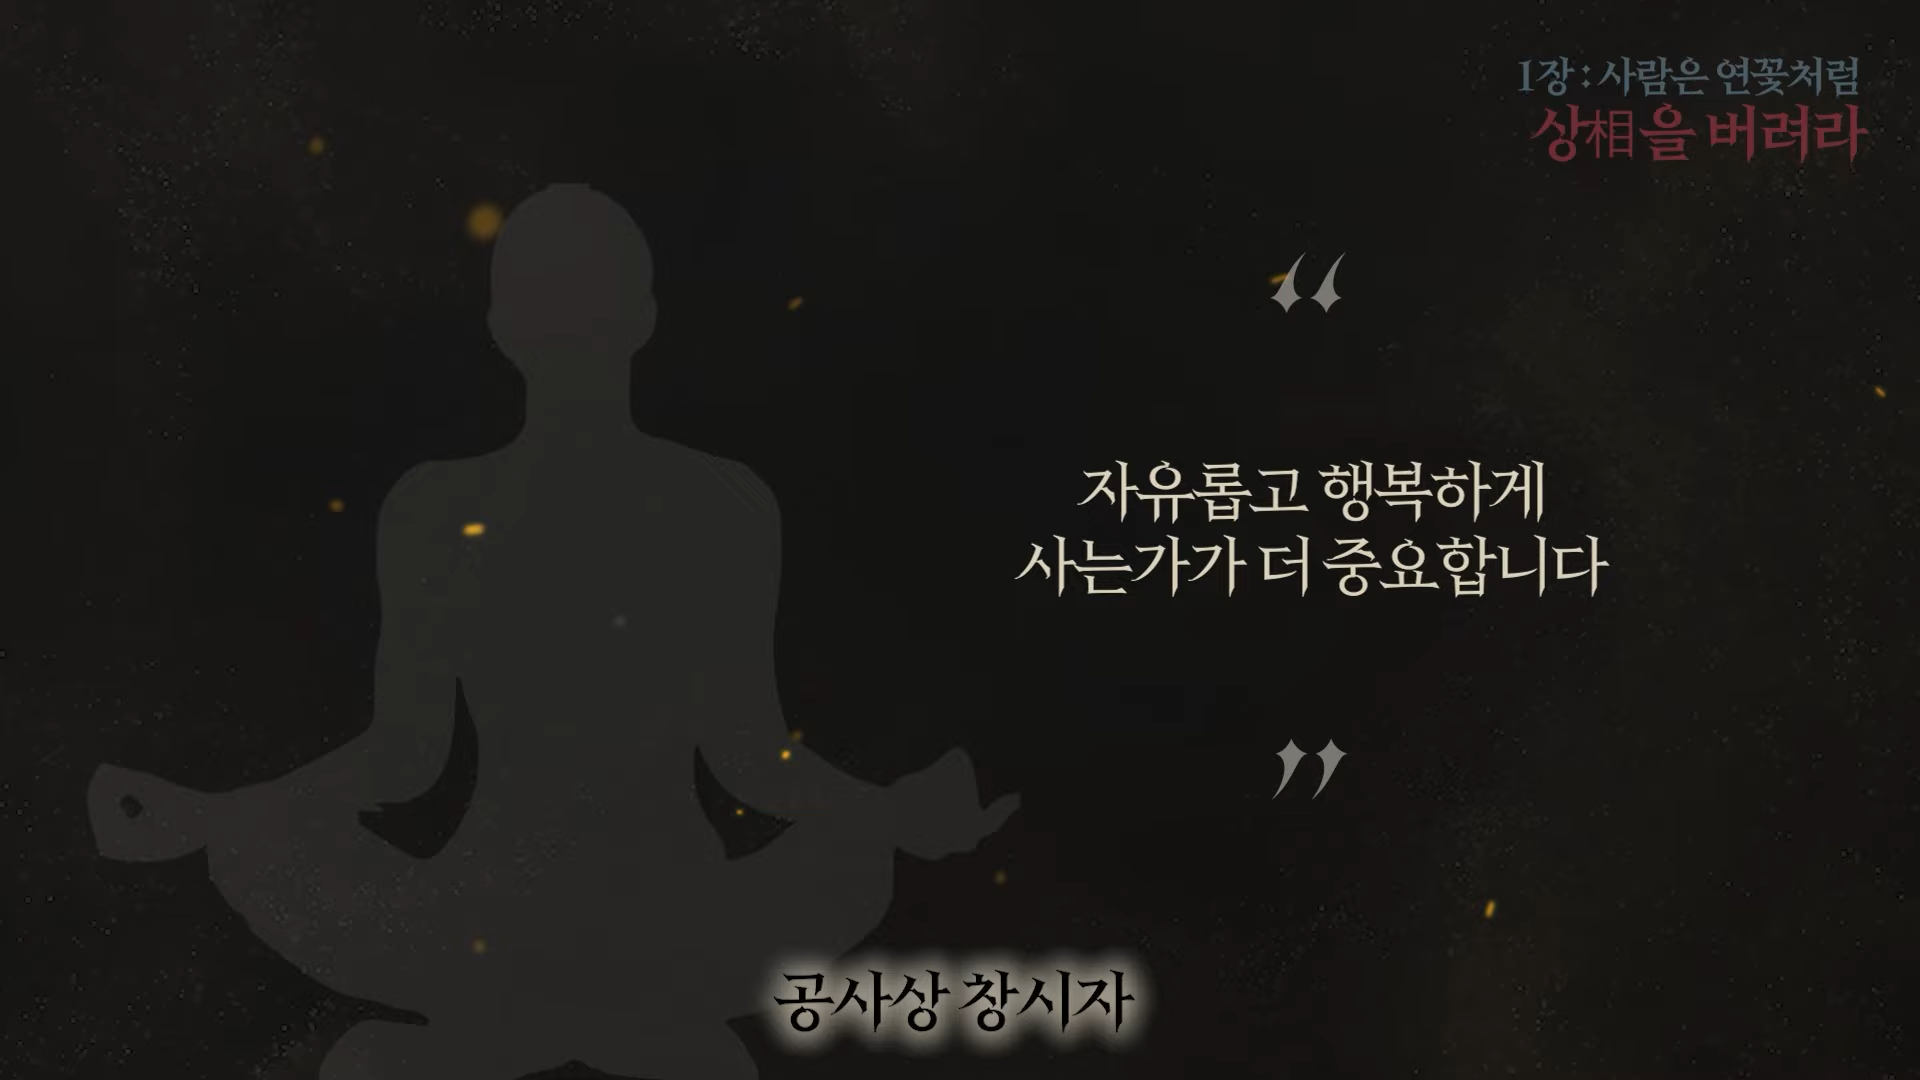 1장 : 사람은 연꽃처럼
상相을 버려라
“
자유롭고 행복하게
사는가가 더 중요합니다
”
공사상 창시자